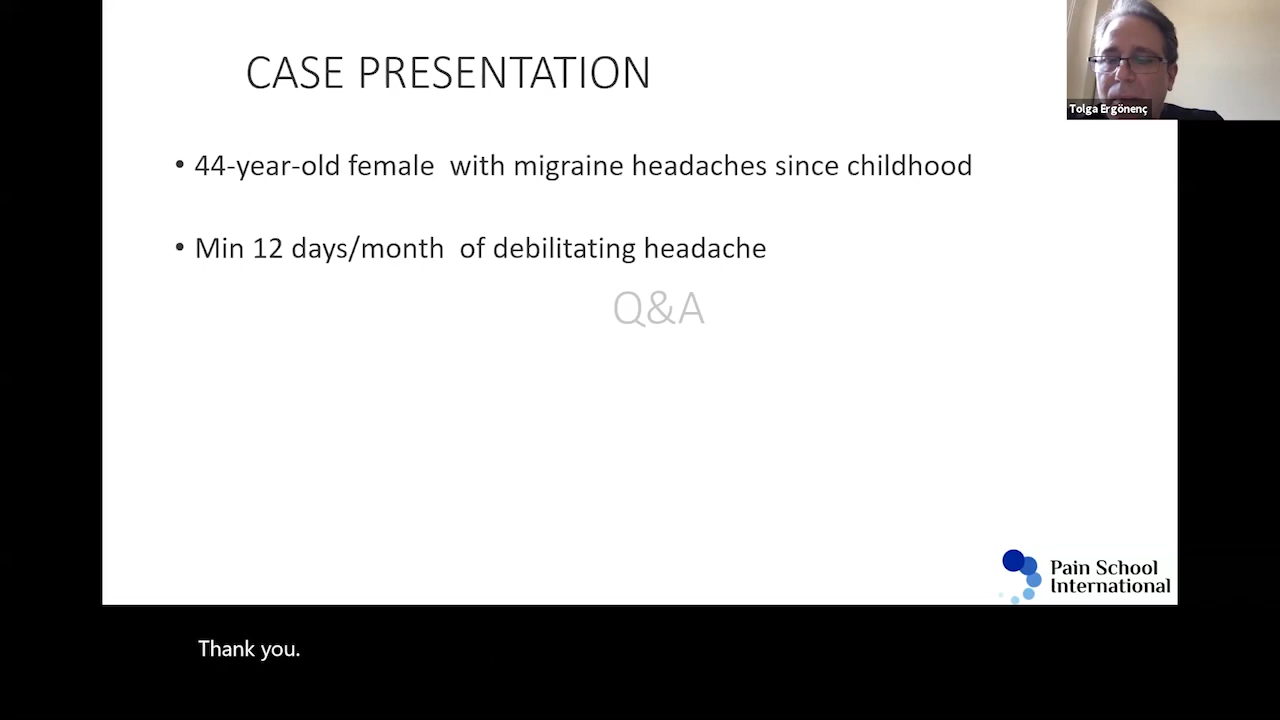 CASE PRESENTATION
Tolga Ergönenç
• 44-year-old female with migraine headaches since childhood
• Min 12 days/month of debilitating headache
Q&A
Pain School
International
Thank you.